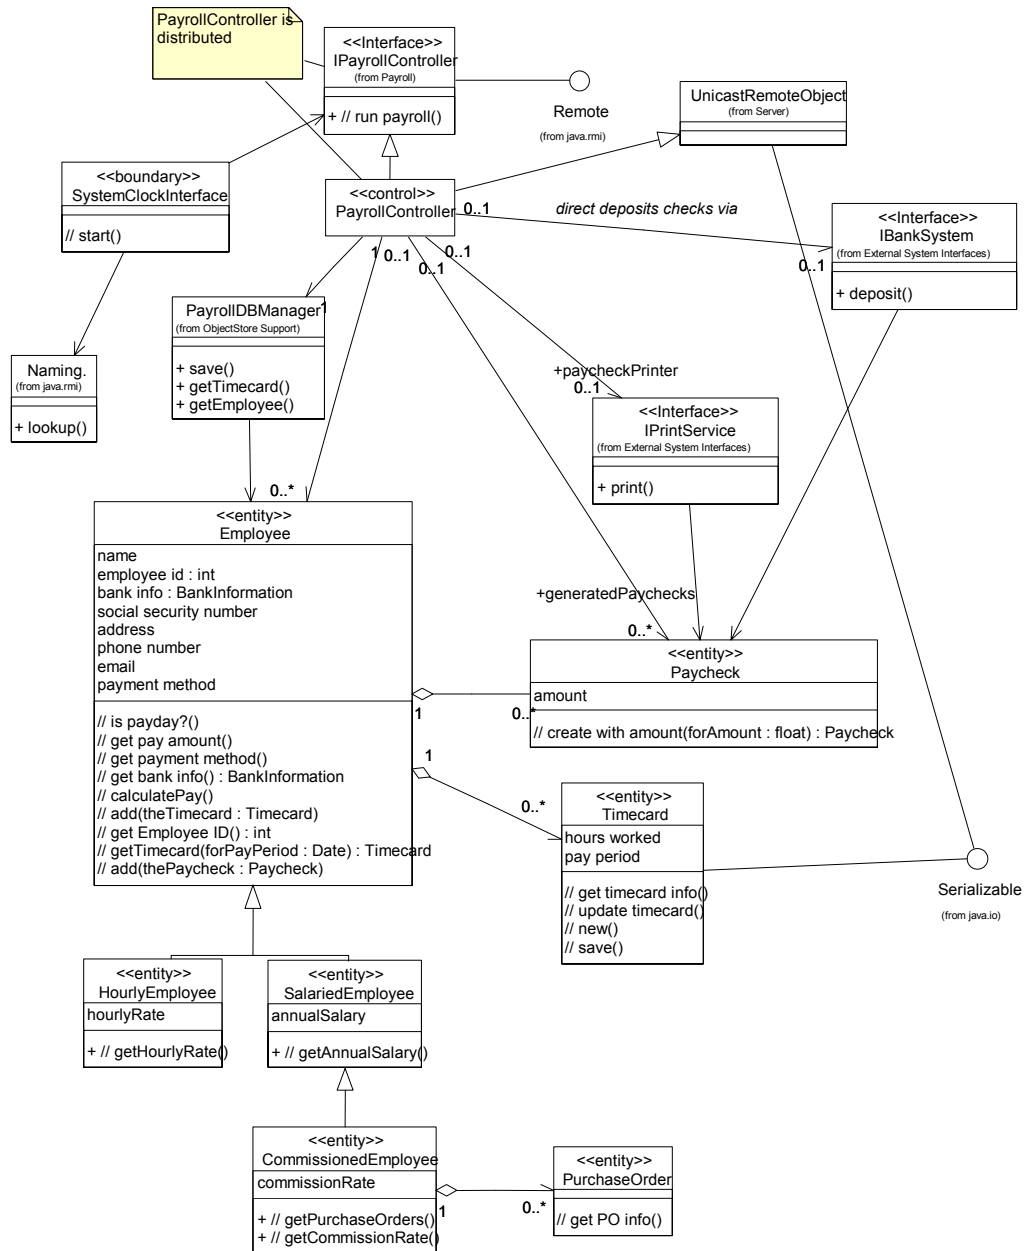 PayrollController is
distributed
<<Interface>>
IPayrollController
(from Payroll)
+ // run payroll()
Remote
(from java.rmi)
UnicastRemoteObject
(from Server)
<<boundary>>
SystemClockInterface
// start()
<<control>>
PayrollController
0..1
direct deposits checks via
0..1
<<Interface>>
IBankSystem
(from External System Interfaces)
+ deposit()
1
0..1
0..1
0..1
PayrollDBManager
1
(from ObjectStore Support)
+ save()
+ getTimecard()
+ getEmployee()
Naming.
(from java.rmi)
+ lookup()
+paycheckPrinter
0..1
<<Interface>>
IPrintService
(from External System Interfaces)
+ print()
0..*
<<entity>>
Employee
name
employee id : int
bank info : BankInformation
social security number
address
phone number
email
payment method
// is payday?()
// get pay amount()
// get payment method()
// get bank info() : BankInformation
// calculatePay()
// add(theTimecard : Timecard)
// get Employee ID() : int
// getTimecard(forPayPeriod : Date) : Timecard
// add(thePaycheck : Paycheck)
+generatedPaychecks
0..*
<<entity>>
Paycheck
amount
// create with amount(forAmount : float) : Paycheck
1
0..*
1
0..*
<<entity>>
Timecard
hours worked
pay period
// get timecard info()
// update timecard()
// new()
// save()
Serializable
(from java.io)
<<entity>>
HourlyEmployee
hourlyRate
+ // getHourlyRate()
<<entity>>
SalariedEmployee
annualSalary
+ // getAnnualSalary()
<<entity>>
CommissionedEmployee
commissionRate
+ // getPurchaseOrders()
+ // getCommissionRate()
1
0..*
<<entity>>
PurchaseOrder
// get PO info()